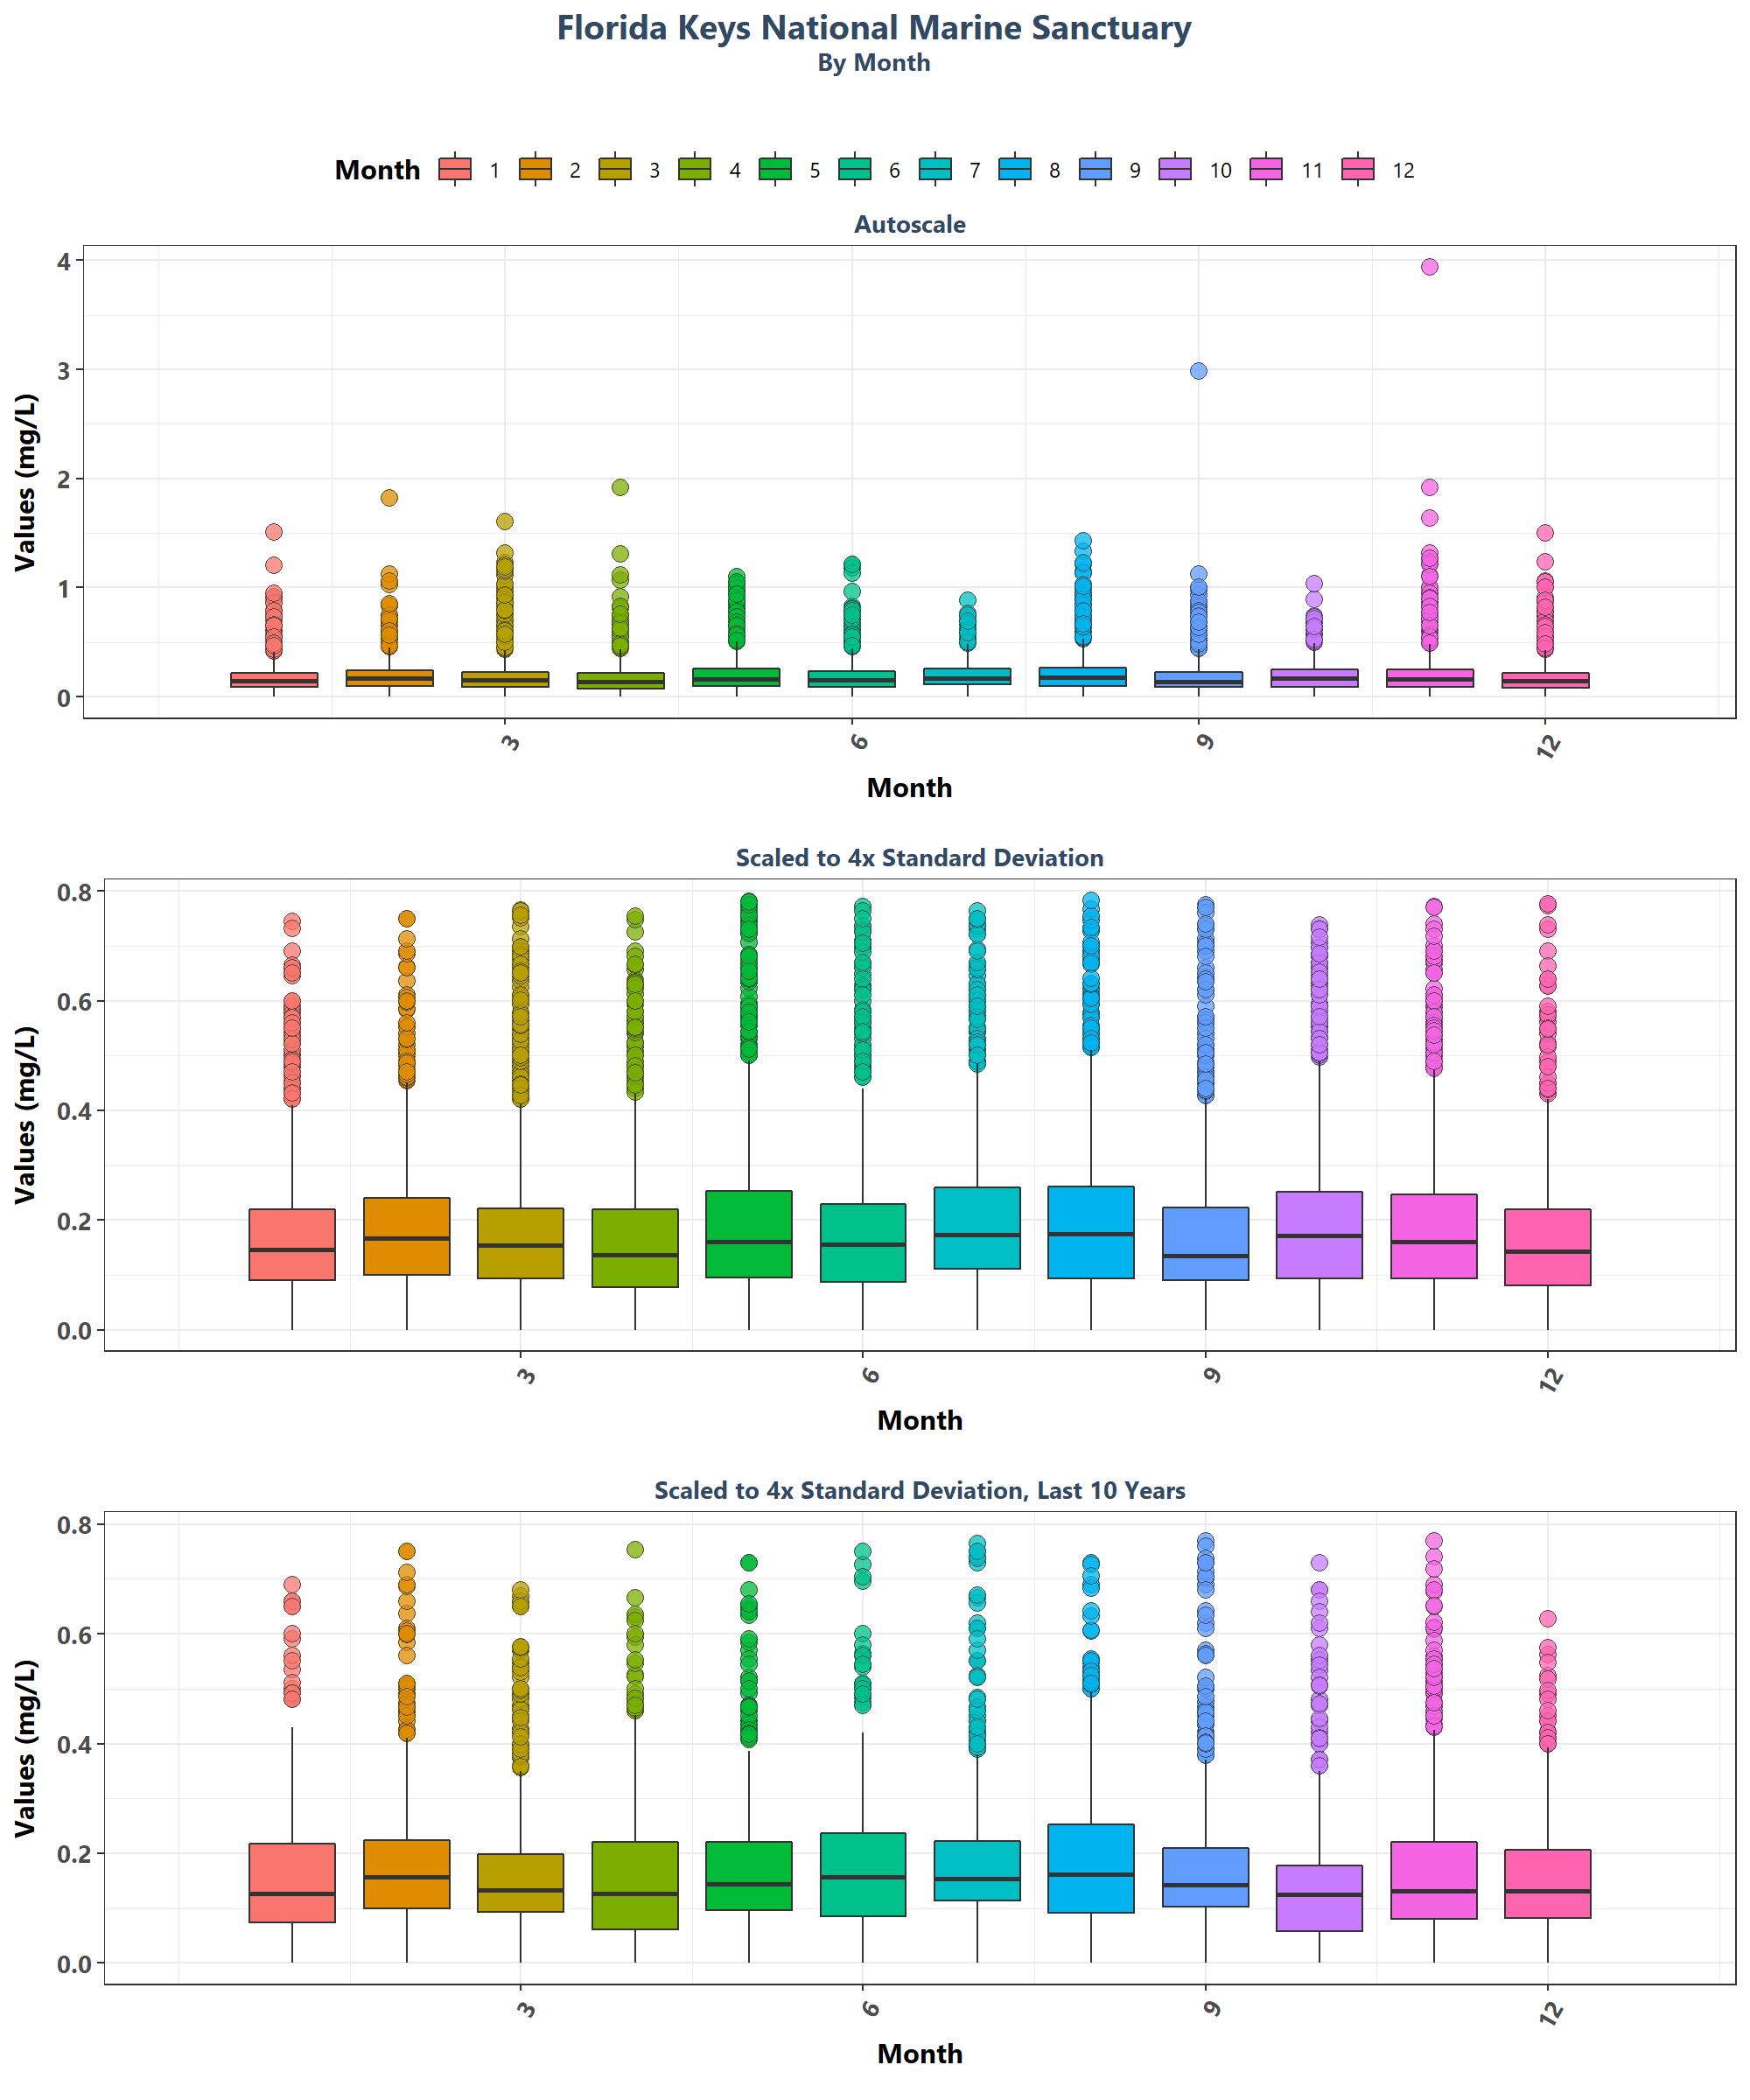 Florida Keys National Marine Sanctuary
By Month
Month 1 2 3 4 5 6 7 8 9 10 11 12
Autoscale
4
3
2
1
0
Values (mg/L)
3 6 9 12
Month
Scaled to 4x Standard Deviation
0.8
0.6
0.4
0.2
0.0
Values (mg/L)
3 6 9 12
Month
Scaled to 4x Standard Deviation, Last 10 Years
0.8
0.6
0.4
0.2
0.0
Values (mg/L)
3 6 9 12
Month